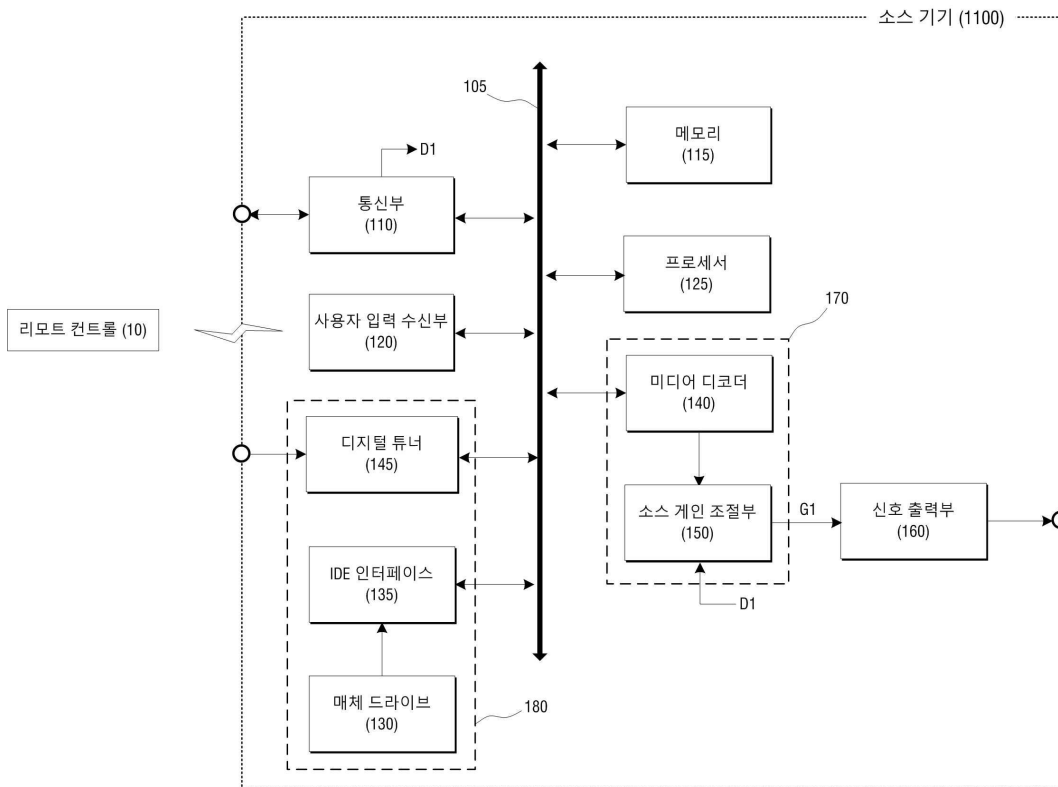 소스 기기 (1100)
105
D1
메모리
(115)
통신부
(110)
프로세서
(125)
170
리모트 컨트롤 (10)
사용자 입력 수신부
(120)
미디어 디코더
(140)
디지털 튜너
(145)
소스 게인 조절부
(150)
G1
신호 출력부
(160)
IDE 인터페이스
(135)
D1
매체 드라이브
(130)
180